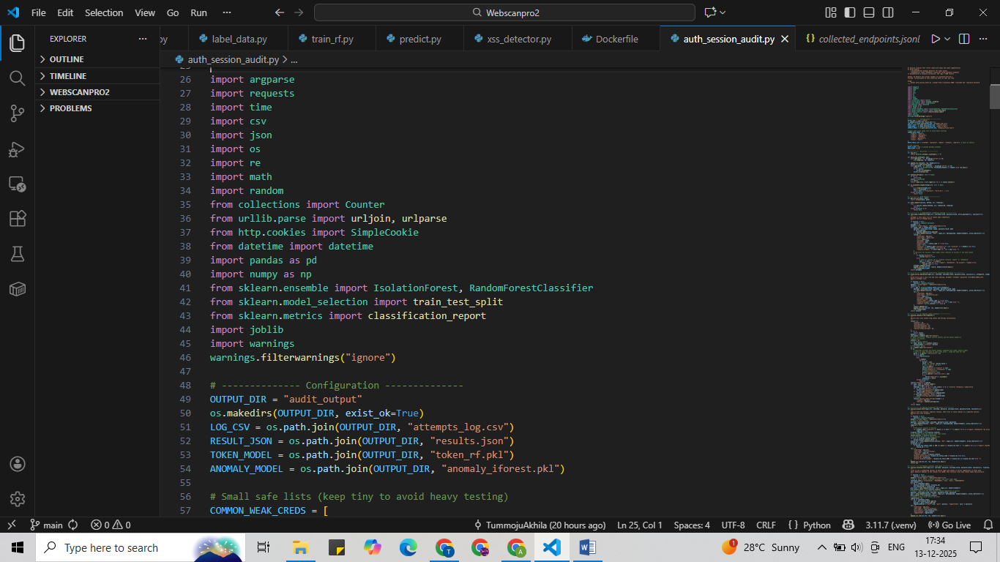 File Edit Selection View Go Run ··· Webscanpro2
EXPLORER ···
OUTLINE
TIMELINE
WEBSCANPRO2
PROBLEMS
py label_data.py train_rf.py predict.py xss_detector.py Dockerfile auth_session_audit.py collected_endpoints.jsonl
auth_session_audit.py > ...
26 import argparse
27 import requests
28 import time
29 import csv
30 import json
31 import os
32 import re
33 import math
34 import random
35 from collections import Counter
36 from urllib.parse import urljoin, urlparse
37 from http.cookies import SimpleCookie
38 from datetime import datetime
39 import pandas as pd
40 import numpy as np
41 from sklearn.ensemble import IsolationForest, RandomForestClassifier
42 from sklearn.model_selection import train_test_split
43 from sklearn.metrics import classification_report
44 import joblib
45 import warnings
46 warnings.filterwarnings("ignore")
47
48 # -------------- Configuration --------------
49 OUTPUT_DIR = "audit_output"
50 os.makedirs(OUTPUT_DIR, exist_ok=True)
51 LOG_CSV = os.path.join(OUTPUT_DIR, "attempts_log.csv")
52 RESULT_JSON = os.path.join(OUTPUT_DIR, "results.json")
53 TOKEN_MODEL = os.path.join(OUTPUT_DIR, "token_rf.pkl")
54 ANOMALY_MODEL = os.path.join(OUTPUT_DIR, "anomaly_iforest.pkl")
55
56 # Small safe lists (keep tiny to avoid heavy testing)
57 COMMON_WEAK_CREDS = [
main 0 0 TummojuAkhila (20 hours ago) Ln 25, Col 1 Spaces: 4 UTF-8 CRLF { } Python 3.11.7 (.venv) Go Live
Type here to search 1 28°C Sunny ENG 17:34
13-12-2025